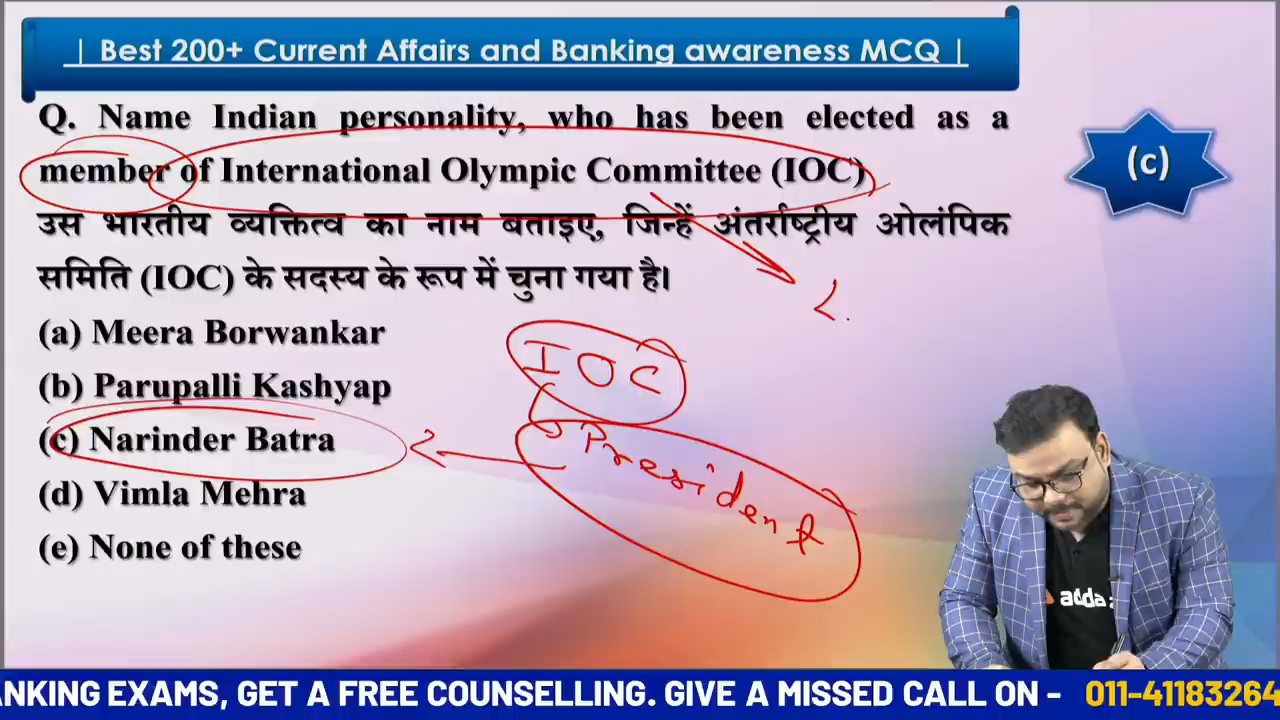 | Best 200+ Current Affairs and Banking awareness MCQ |
Q. Name Indian personality, who has been elected as a
member of International Olympic Committee (IOC)
(c)
उस भारतीय व्यक्तित्व का नाम बताइए, जिन्हें अंतर्राष्ट्रीय ओलंपिक
समिति (IOC) के सदस्य के रूप में चुना गया है।
(a) Meera Borwankar
IOC
(b) Parupalli Kashyap
(c) Narinder Batra
President
(d) Vimla Mehra
(e) None of these
adda
ANKING EXAMS, GET A FREE COUNSELLING. GIVE A MISSED CALL ON - 011-41183264